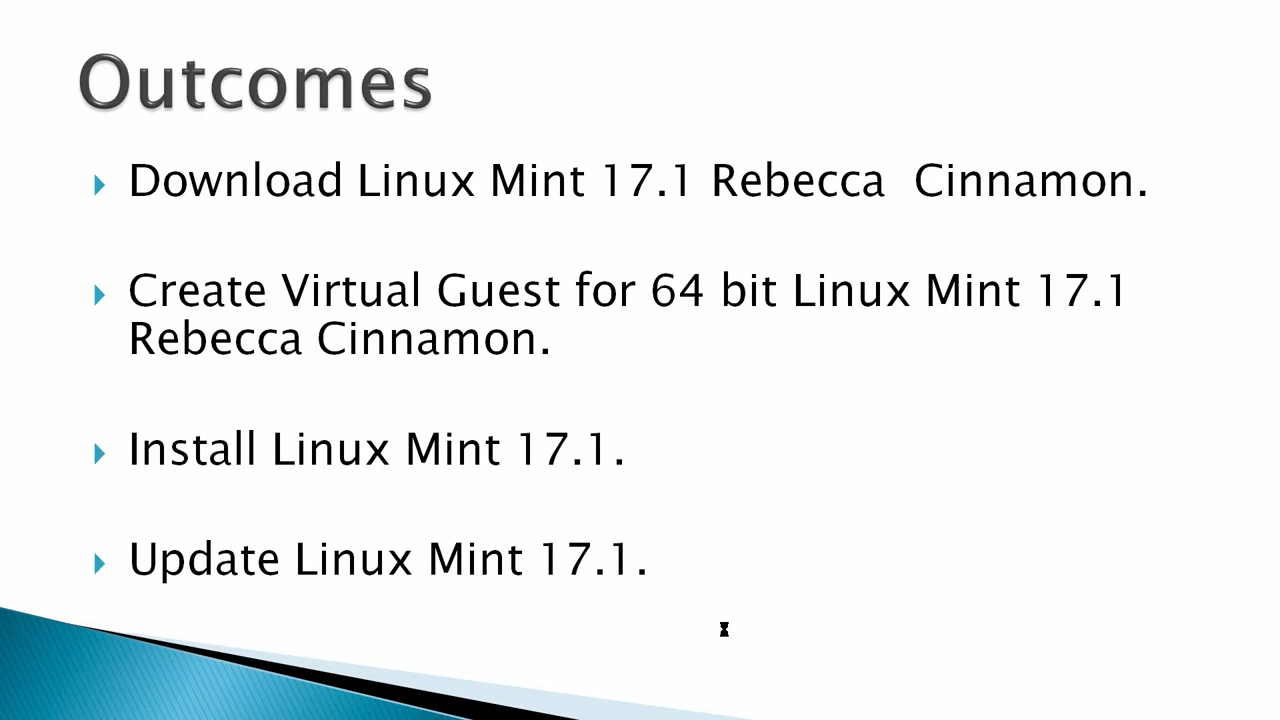 Outcomes
Download Linux Mint 17.1 Rebecca  Cinnamon.
Create Virtual Guest for 64 bit Linux Mint 17.1
Rebecca Cinnamon.
Install Linux Mint 17.1.
Update Linux Mint 17.1.